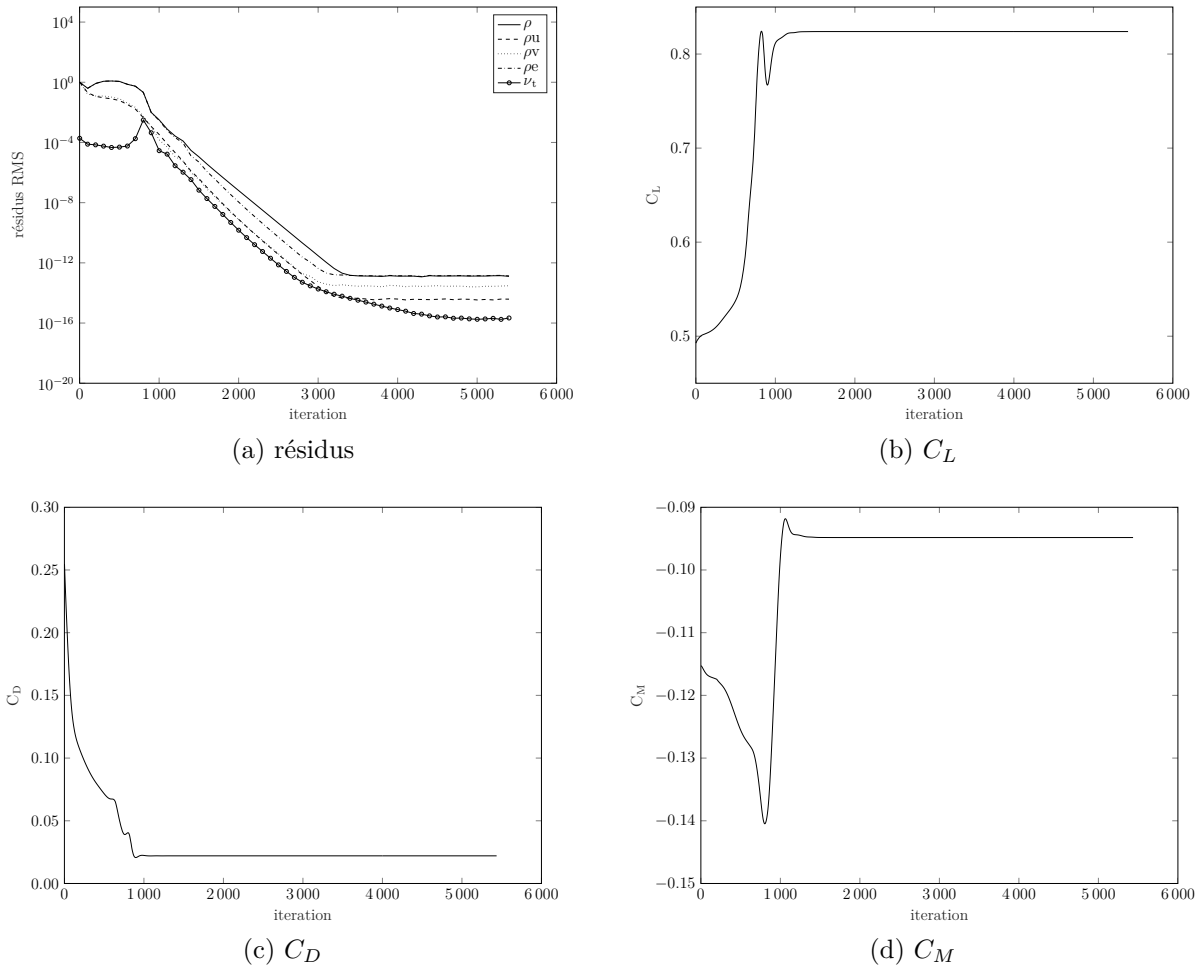 10^4
10^0
10^−4
10^−8
10^−12
10^−16
10^−20
résidus RMS
ρ
ρu
ρv
ρe
ν_t
0 1 000 2 000 3 000 4 000 5 000 6 000
iteration
(a) résidus
0.8
0.7
0.6
0.5
C_L
0 1 000 2 000 3 000 4 000 5 000 6 000
iteration
(b) C_L
0.30
0.25
0.20
0.15
0.10
0.05
0.00
C_D
0 1 000 2 000 3 000 4 000 5 000 6 000
iteration
(c) C_D
−0.09
−0.10
−0.11
−0.12
−0.13
−0.14
−0.15
C_M
0 1 000 2 000 3 000 4 000 5 000 6 000
iteration
(d) C_M